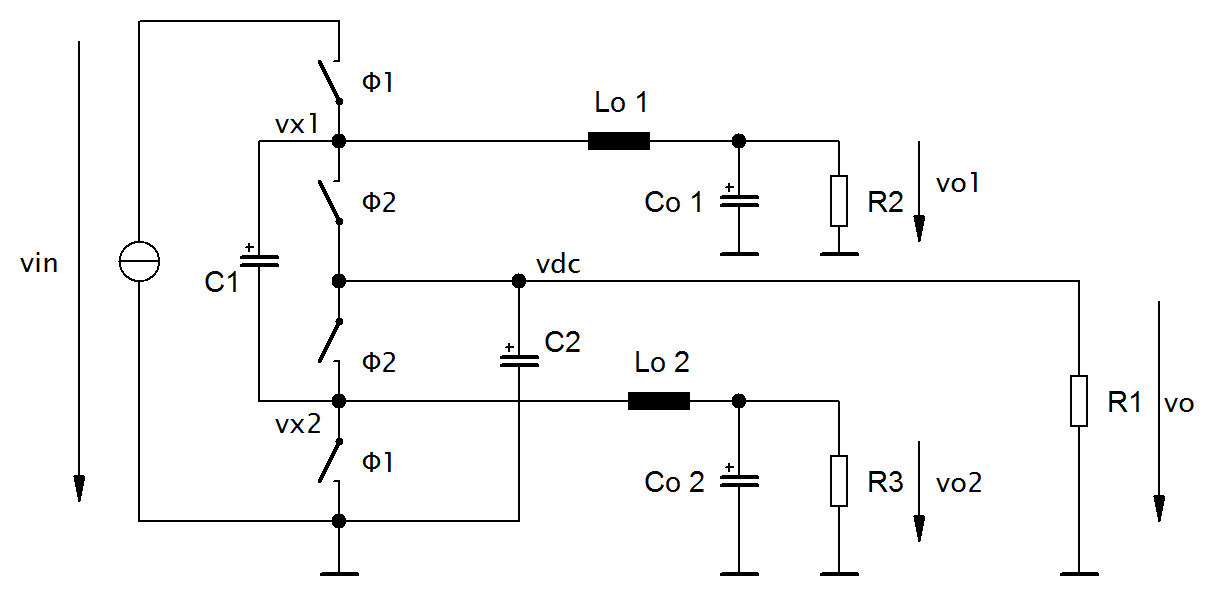 Φ1
Lo 1
vx1
Φ2
Co 1
R2
vo1
vin
C1
vdc
C2
Φ2
Lo 2
vx2
R1
vo
Φ1
Co 2
R3
vo2